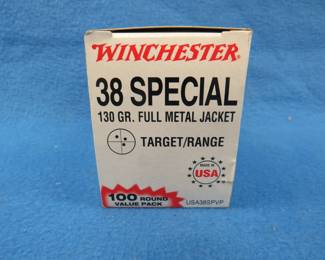 WINCHESTER
38 SPECIAL
130 GR. FULL METAL JACKET
TARGET/RANGE
MADE IN
USA
100 ROUND
VALUE PACK
USA38SPVP